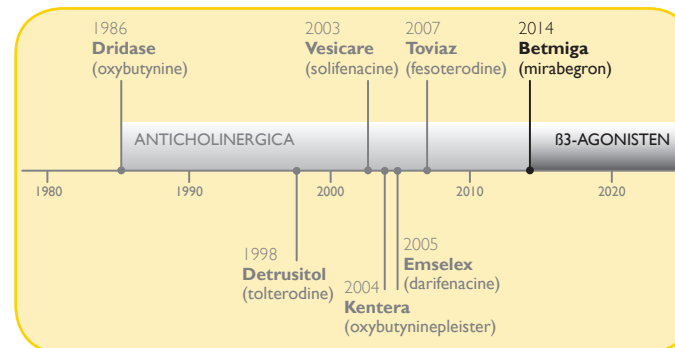 1986
Dridase
(oxybutynine)
2003
Vesicare
(solifenacine)
2007
Toviaz
(fesoterodine)
2014
Betmiga
(mirabegron)
ANTICHOLINERGICA
ß3-AGONISTEN
1980
1990
2000
2010
2020
1998
Detrusitol
(tolterodine)
2004
Kentera
(oxybutyninepleister)
2005
Emselex
(darifenacine)